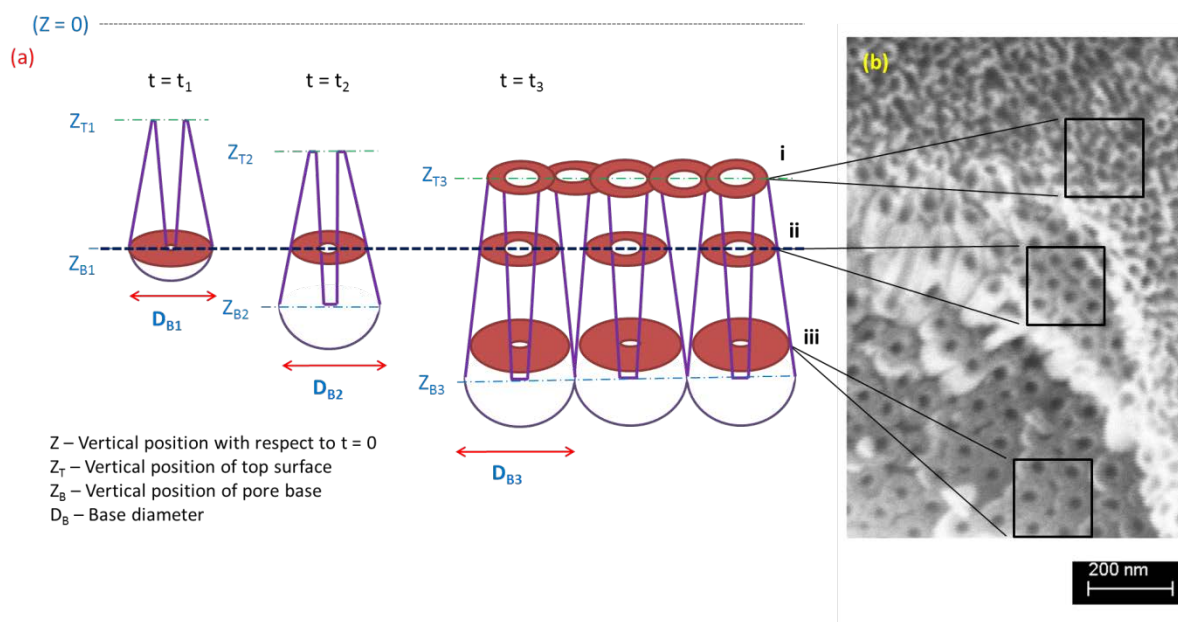 (Z = 0)
(a)
t = t1
t = t2
t = t3
ZT1
ZT2
ZT3
ZB1
ZB2
ZB3
DB1
DB2
DB3
i
ii
iii
Z – Vertical position with respect to t = 0
ZT – Vertical position of top surface
ZB – Vertical position of pore base
DB – Base diameter
(b)
200 nm